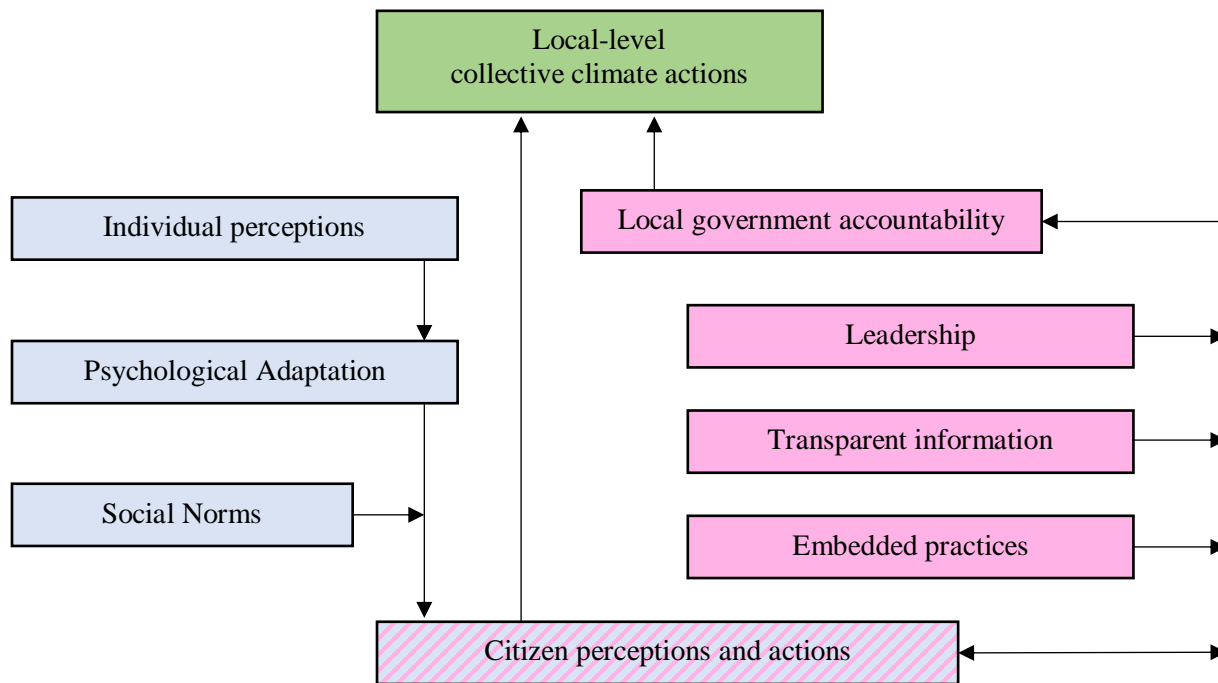 Local-level
collective climate actions
Individual perceptions
Local government accountability
Leadership
Psychological Adaptation
Transparent information
Social Norms
Embedded practices
Citizen perceptions and actions